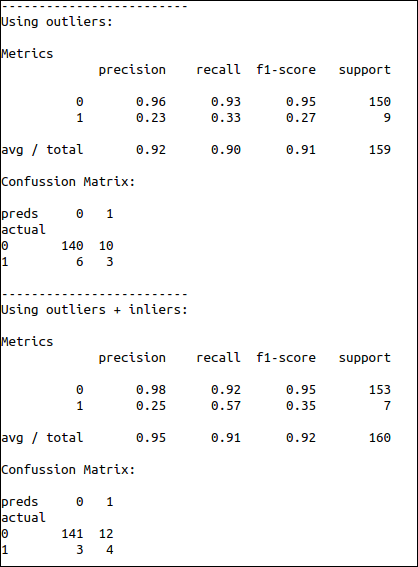 -------------------------
Using outliers:
Metrics
precision recall f1-score support
0 0.96 0.93 0.95 150
1 0.23 0.33 0.27 9
avg / total 0.92 0.90 0.91 159
Confussion Matrix:
preds 0 1
actual
0 140 10
1 6 3
-------------------------
Using outliers + inliers:
Metrics
precision recall f1-score support
0 0.98 0.92 0.95 153
1 0.25 0.57 0.35 7
avg / total 0.95 0.91 0.92 160
Confussion Matrix:
preds 0 1
actual
0 141 12
1 3 4